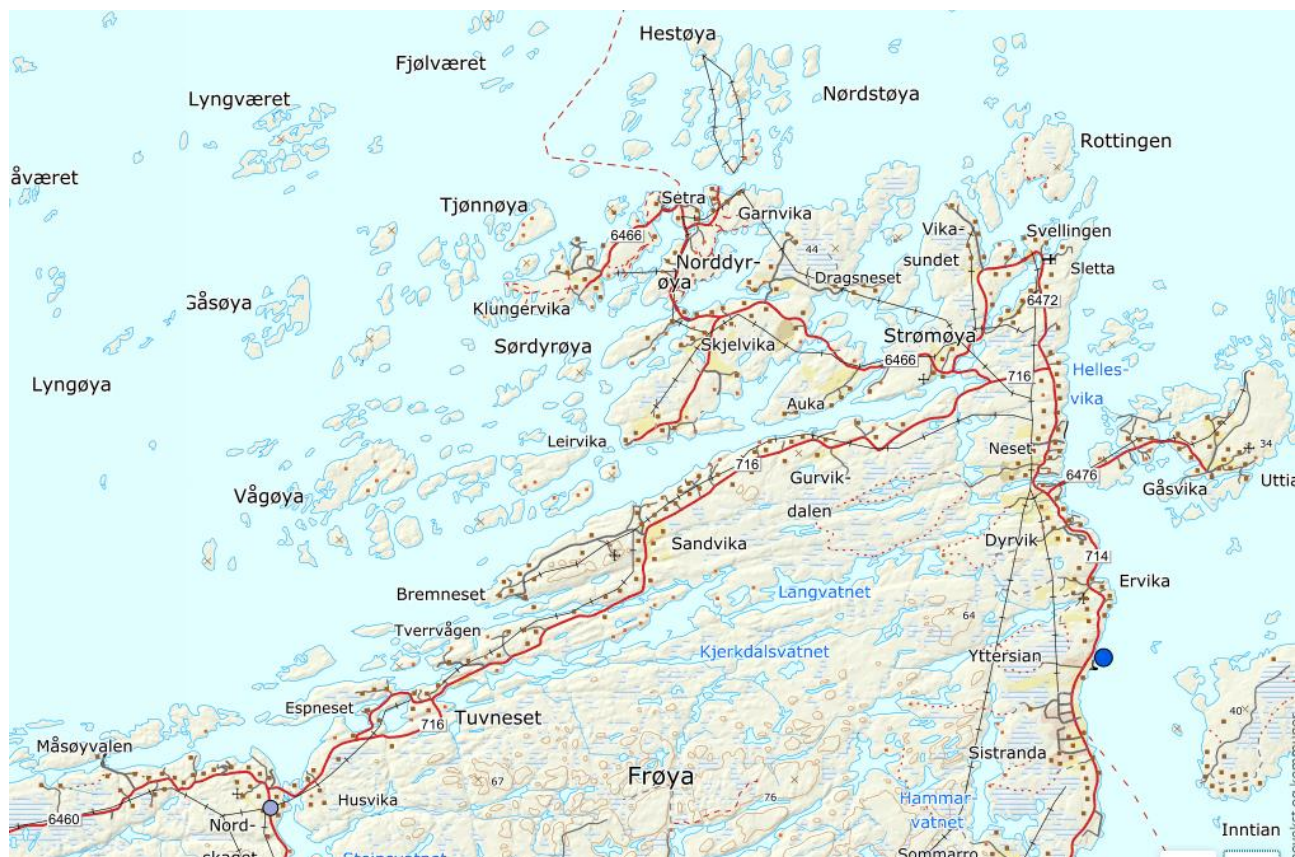 Hestøya
Fjølværet
Lyngværet
Nørdstøya
Rottingen
åværet
Tjønnøya
Setra
Garnvika
Vika-
sundet
Svellingen
6466
44
Sletta
Norddyr-
øya
Dragsneset
Gåsøya
Klungervika
6472
Sørdyrøya
Skjelvika
Strømøya
6466
716
Helles-
vika
Lyngøya
Auka
Leirvika
Neset
34
716
Gurvik-
dalen
6476
Gåsvika
Uttia
Vågøya
Sandvika
Dyrvik
714
Bremneset
Langvatnet
Ervika
64
Tverrvågen
Kjerkdalsvatnet
Yttersian
Espneset
716
Tuvneset
40
Måsøyvalen
Sistranda
Frøya
67
76
Husvika
Hammar-
vatnet
6460
Nord-
skaget
Inntian
Steinsvatnet
Sommarro